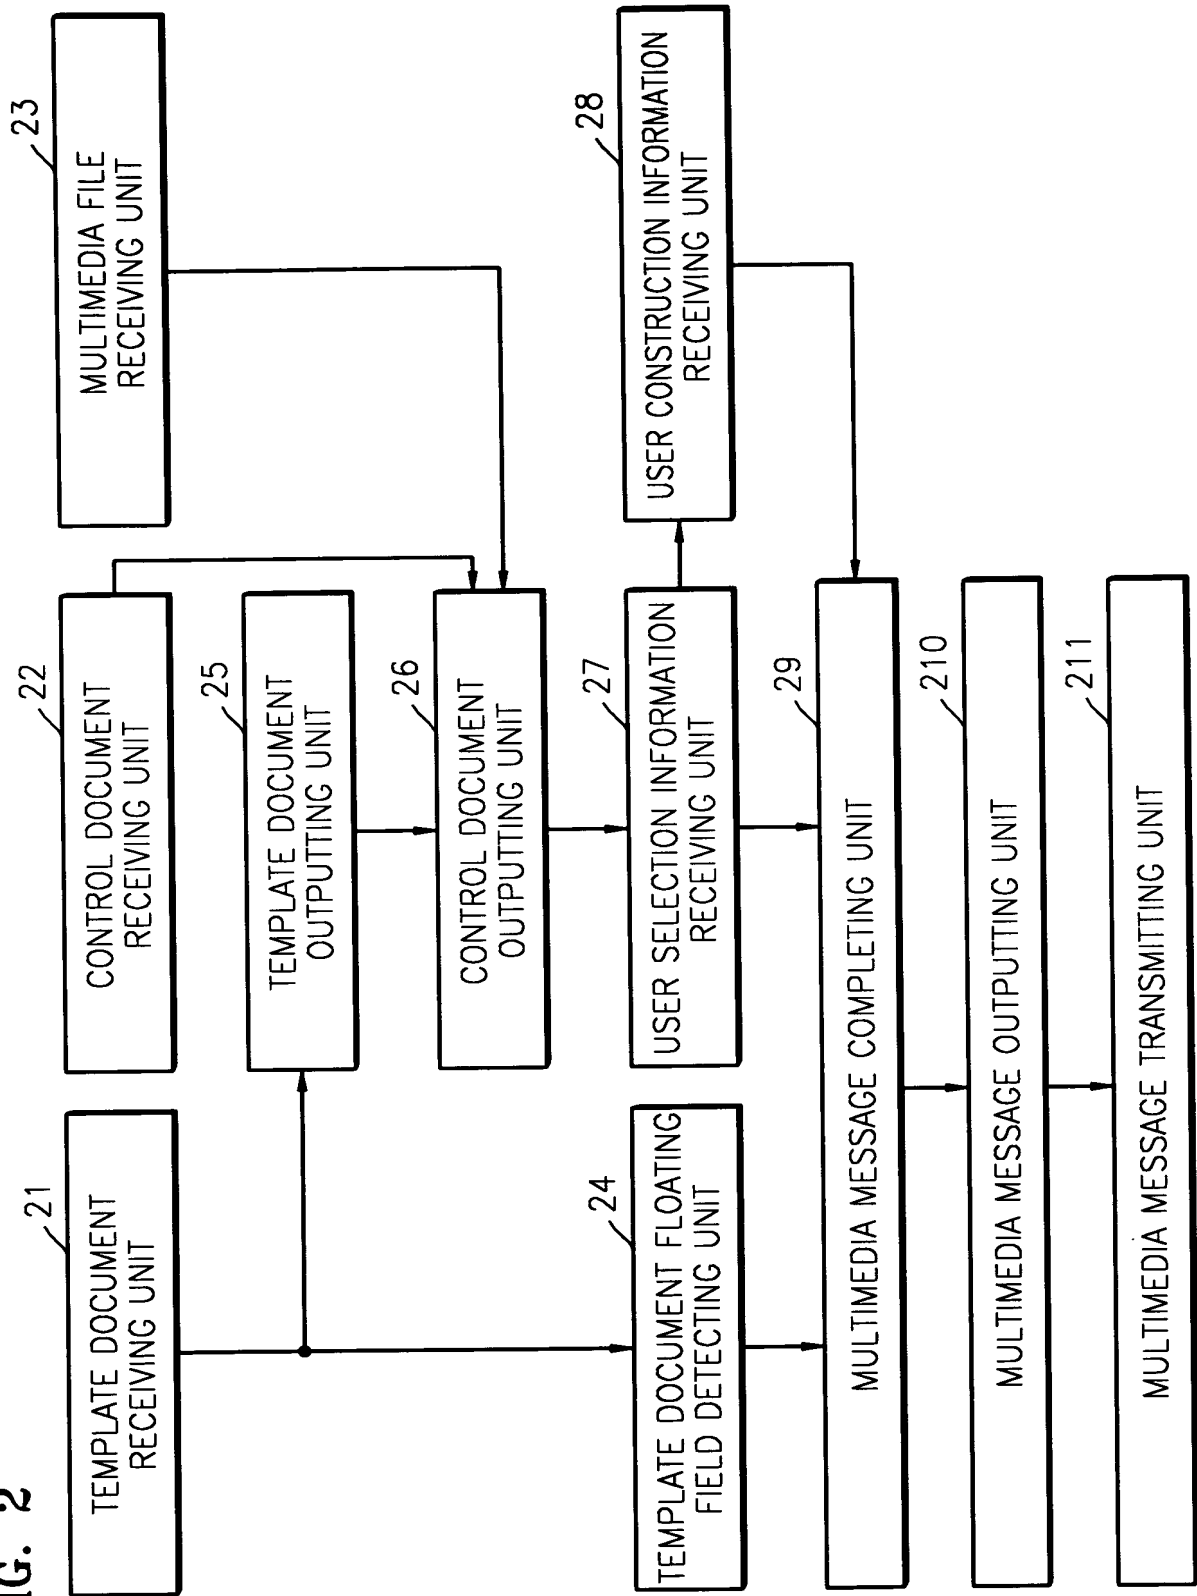 FIG. 2
21
TEMPLATE DOCUMENT
RECEIVING UNIT
22
CONTROL DOCUMENT
RECEIVING UNIT
23
MULTIMEDIA FILE
RECEIVING UNIT
25
TEMPLATE DOCUMENT
OUTPUTTING UNIT
26
CONTROL DOCUMENT
OUTPUTTING UNIT
24
TEMPLATE DOCUMENT FLOATING
FIELD DETECTING UNIT
27
USER SELECTION INFORMATION
RECEIVING UNIT
28
USER CONSTRUCTION INFORMATION
RECEIVING UNIT
29
MULTIMEDIA MESSAGE COMPLETING UNIT
210
MULTIMEDIA MESSAGE OUTPUTTING UNIT
211
MULTIMEDIA MESSAGE TRANSMITTING UNIT